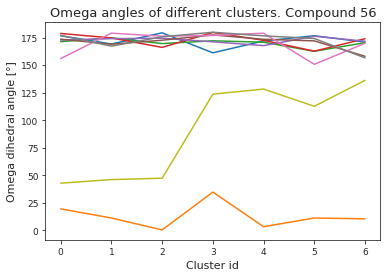 Omega angles of different clusters. Compound 56
Omega dihedral angle [°]
175
150
125
100
75
50
25
0
0 1 2 3 4 5 6
Cluster id